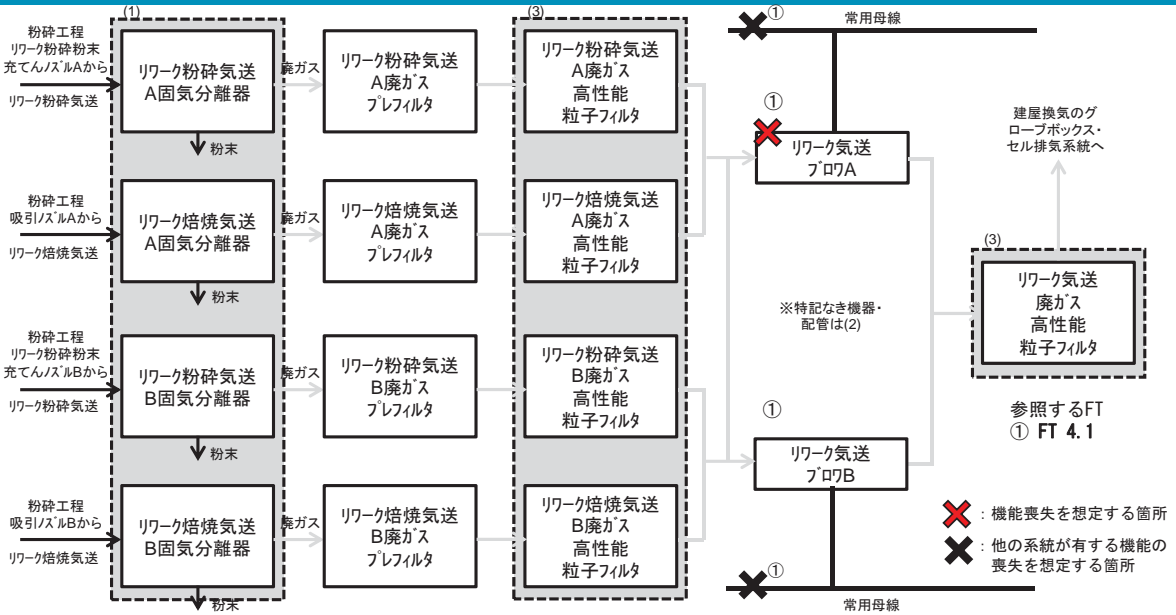 (1)
(3)
①
常用母線
粉砕工程
リワーク粉砕粉末
充てんノズルAから
リワーク粉砕気送
リワーク粉砕気送
A固気分離器
粉末
廃ガス
リワーク粉砕気送
A廃ガス
プレフィルタ
リワーク粉砕気送
A廃ガス
高性能
粒子フィルタ
①
リワーク気送
ブロワA
建屋換気のグ
ローブボックス・
セル排気系統へ
粉砕工程
吸引ノズルAから
リワーク焙焼気送
リワーク焙焼気送
A固気分離器
粉末
廃ガス
リワーク焙焼気送
A廃ガス
プレフィルタ
リワーク焙焼気送
A廃ガス
高性能
粒子フィルタ
(3)
リワーク気送
廃ガス
高性能
粒子フィルタ
※特記なき機器・
配管は(2)
粉砕工程
リワーク粉砕粉末
充てんノズルBから
リワーク粉砕気送
リワーク粉砕気送
B固気分離器
粉末
廃ガス
リワーク粉砕気送
B廃ガス
プレフィルタ
リワーク粉砕気送
B廃ガス
高性能
粒子フィルタ
①
リワーク気送
ブロワB
参照するFT
① FT 4.1
粉砕工程
吸引ノズルBから
リワーク焙焼気送
リワーク焙焼気送
B固気分離器
粉末
廃ガス
リワーク焙焼気送
B廃ガス
プレフィルタ
リワーク焙焼気送
B廃ガス
高性能
粒子フィルタ
①
常用母線
：機能喪失を想定する箇所
：他の系統が有する機能の
喪失を想定する箇所